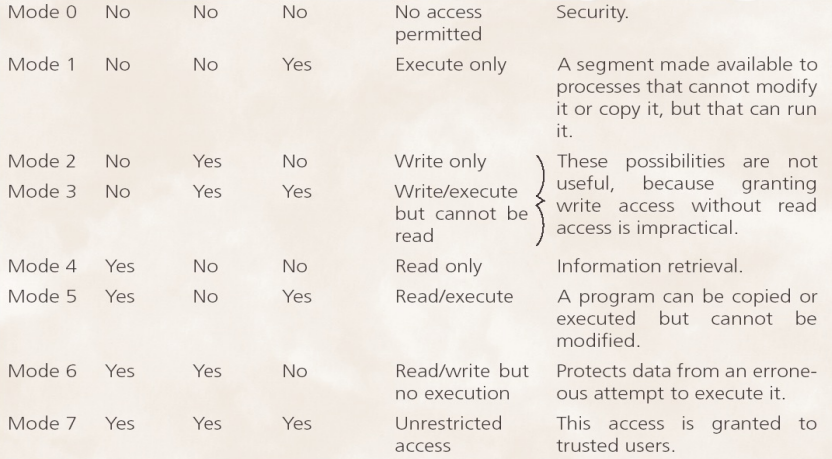 Mode 0 No No No No access Security.
permitted
Mode 1 No No Yes Execute only A segment made available to
processes that cannot modify
it or copy it, but that can run
it.
Mode 2 No Yes No Write only These possibilities are not
Mode 3 No Yes Yes Write/execute useful, because granting
but cannot be write access without read
read access is impractical.
Mode 4 Yes No No Read only Information retrieval.
Mode 5 Yes No Yes Read/execute A program can be copied or
executed but cannot be
modified.
Mode 6 Yes Yes No Read/write but Protects data from an errone-
no execution ous attempt to execute it.
Mode 7 Yes Yes Yes Unrestricted This access is granted to
access trusted users.